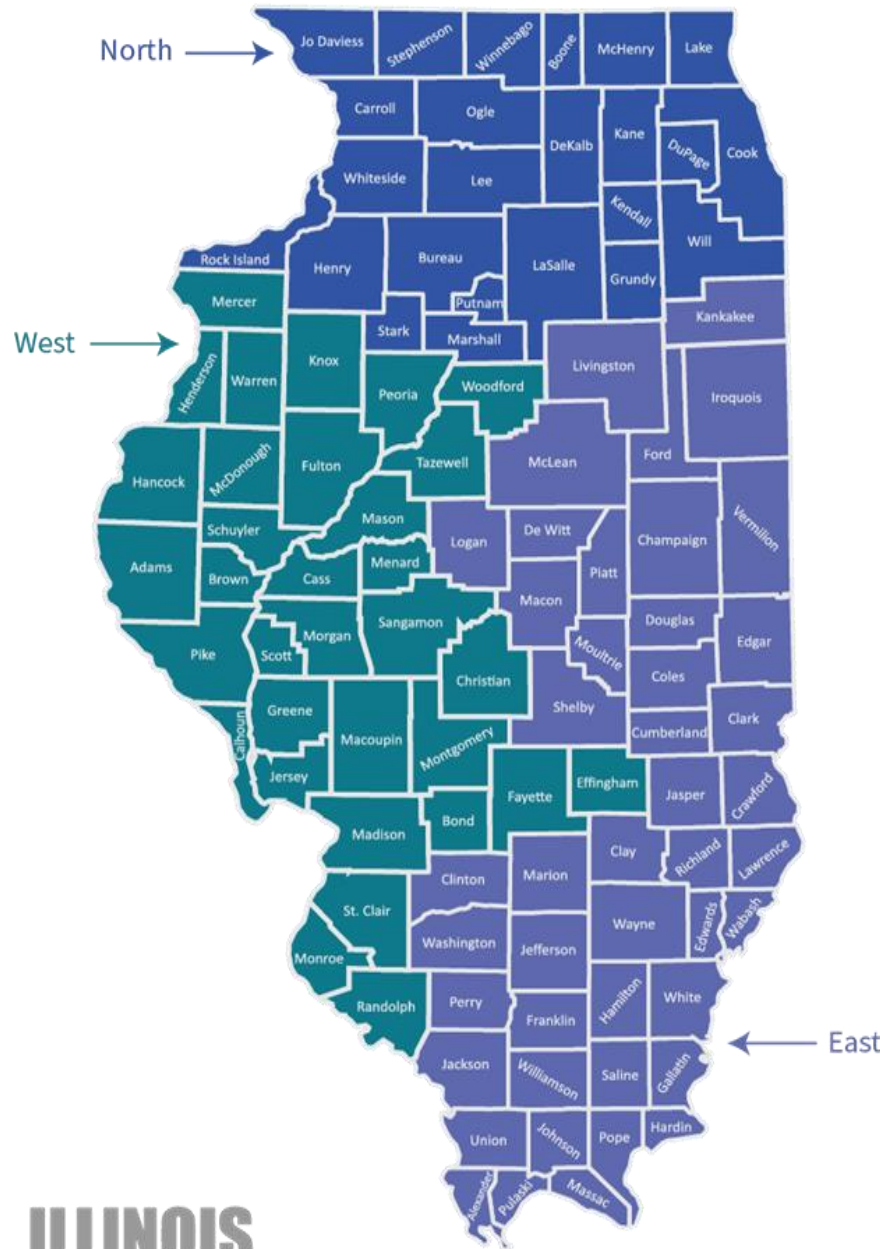 North
Jo Daviess
Stephenson
Winnebago
Boone
McHenry
Lake
Carroll
Ogle
DeKalb
Kane
DuPage
Cook
Whiteside
Lee
Kendall
Will
Rock Island
Henry
Bureau
Putnam
LaSalle
Grundy
Mercer
Stark
Marshall
Kankakee
West
Henderson
Warren
Knox
Peoria
Woodford
Livingston
Iroquois
Hancock
McDonough
Fulton
Tazewell
McLean
Ford
Schuyler
Mason
Logan
De Witt
Champaign
Vermilion
Adams
Brown
Cass
Menard
Macon
Piatt
Pike
Scott
Morgan
Sangamon
Christian
Moultrie
Douglas
Edgar
Coles
Shelby
Cumberland
Clark
Calhoun
Greene
Macoupin
Montgomery
Jersey
Fayette
Effingham
Jasper
Crawford
Madison
Bond
Clinton
Marion
Clay
Richland
Lawrence
St. Clair
Washington
Jefferson
Wayne
Edwards
Wabash
Monroe
Randolph
Perry
Franklin
Hamilton
White
East
Jackson
Williamson
Saline
Gallatin
Union
Johnson
Pope
Hardin
Alexander
Pulaski
Massac
ILLINOIS